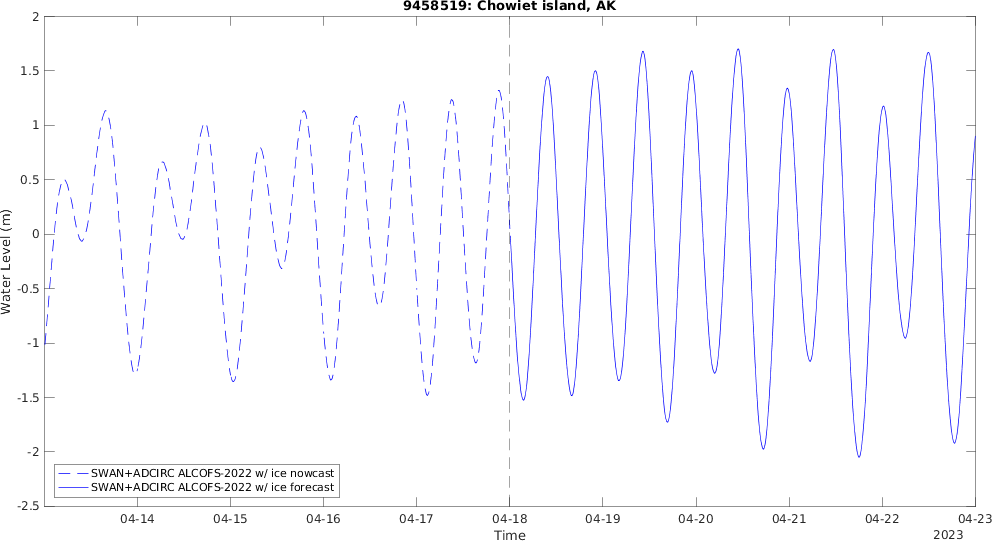 9458519: Chowiet island, AK
2
1.5
1
0.5
0
-0.5
-1
-1.5
-2
-2.5
Water Level (m)
SWAN+ADCIRC ALCOFS-2022 w/ ice nowcast
SWAN+ADCIRC ALCOFS-2022 w/ ice forecast
04-14 04-15 04-16 04-17 04-18 04-19 04-20 04-21 04-22 04-23
Time
2023